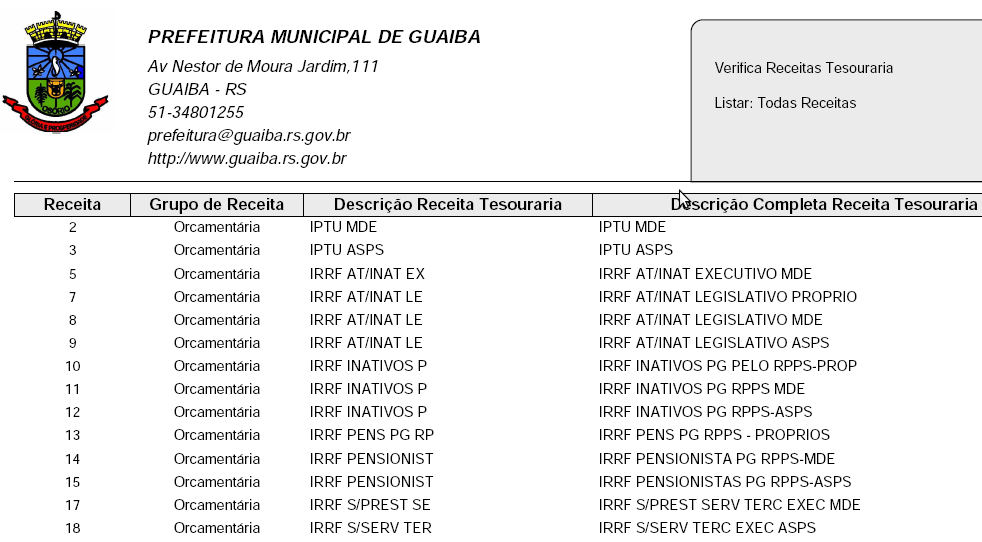 PREFEITURA MUNICIPAL DE GUAIBA
Av Nestor de Moura Jardim,111
GUAIBA - RS
51-34801255
prefeitura@guaiba.rs.gov.br
http://www.guaiba.rs.gov.br
Verifica Receitas Tesouraria
Listar: Todas Receitas
Receita Grupo de Receita Descrição Receita Tesouraria Descrição Completa Receita Tesouraria
2 Orcamentária IPTU MDE IPTU MDE
3 Orcamentária IPTU ASPS IPTU ASPS
5 Orcamentária IRRF AT/INAT EX IRRF AT/INAT EXECUTIVO MDE
7 Orcamentária IRRF AT/INAT LE IRRF AT/INAT LEGISLATIVO PROPRIO
8 Orcamentária IRRF AT/INAT LE IRRF AT/INAT LEGISLATIVO MDE
9 Orcamentária IRRF AT/INAT LE IRRF AT/INAT LEGISLATIVO ASPS
10 Orcamentária IRRF INATIVOS P IRRF INATIVOS PG PELO RPPS-PROP
11 Orcamentária IRRF INATIVOS P IRRF INATIVOS PG RPPS MDE
12 Orcamentária IRRF INATIVOS P IRRF INATIVOS PG RPPS-ASPS
13 Orcamentária IRRF PENS PG RP IRRF PENS PG RPPS - PROPRIOS
14 Orcamentária IRRF PENSIONIST IRRF PENSIONISTA PG RPPS-MDE
15 Orcamentária IRRF PENSIONIST IRRF PENSIONISTAS PG RPPS-ASPS
17 Orcamentária IRRF S/PREST SE IRRF S/PREST SERV TERC EXEC MDE
18 Orcamentária IRRF S/SERV TER IRRF S/SERV TERC EXEC ASPS